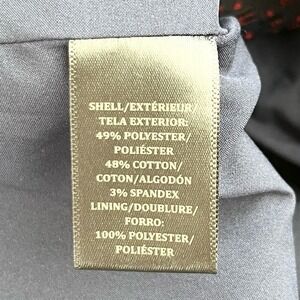 SHELL/EXTÉRIEUR/
TELA EXTERIOR:
49% POLYESTER/
POLIÉSTER
48% COTTON/
COTON/ALGODÓN
3% SPANDEX
LINING/DOUBLURE/
FORRO:
100% POLYESTER/
POLIÉSTER